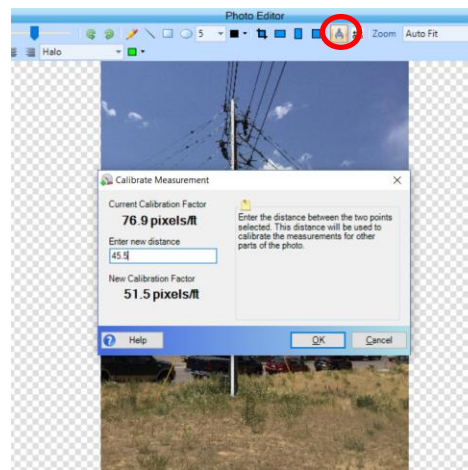 Photo Editor
5
Zoom Auto Fit
Halo
Calibrate Measurement
Current Calibration Factor
76.9 pixels/ft
Enter new distance
45.5
New Calibration Factor
51.5 pixels/ft
Enter the distance between the two points
selected. This distance will be used to
calibrate the measurements for other
parts of the photo.
Help
OK
Cancel